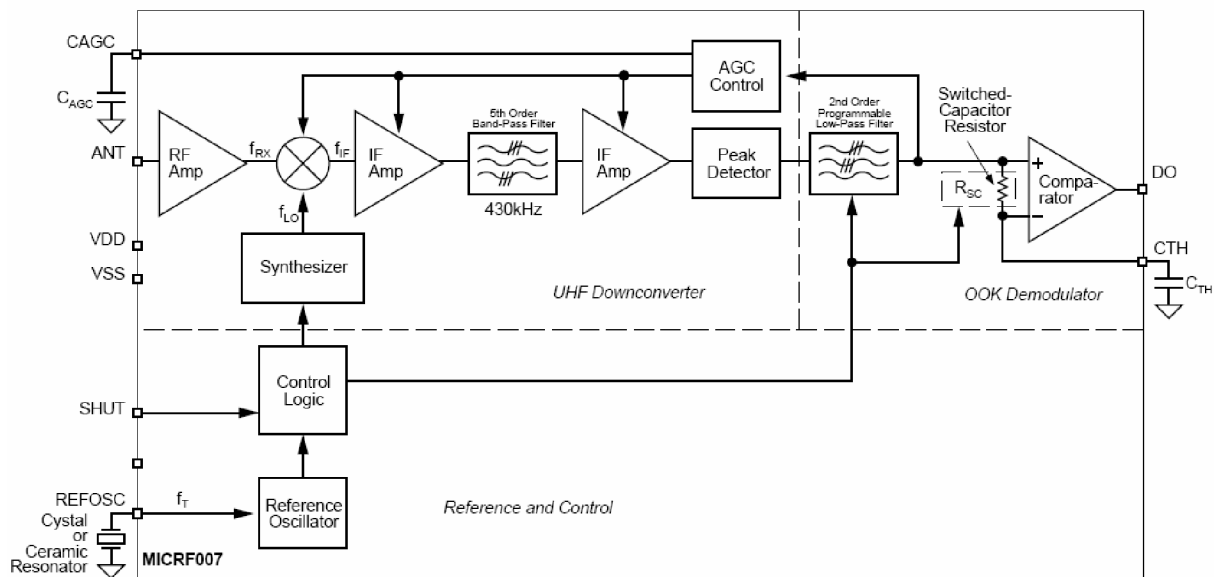 CAGC
C_AGC
ANT
VDD
VSS
SHUT
REFOSC
f_T
Cystal
or
Ceramic
Resonator
MICRF007
RF
Amp
f_RX
f_IF
f_LO
IF
Amp
5th Order
Band-Pass Filter
430kHz
IF
Amp
AGC
Control
Peak
Detector
2nd Order
Programmable
Low-Pass Filter
Switched-
Capacitor
Resistor
R_SC
+
Compa-
rator
–
DO
CTH
C_TH
Synthesizer
UHF Downconverter
OOK Demodulator
Control
Logic
Reference
Oscillator
Reference and Control